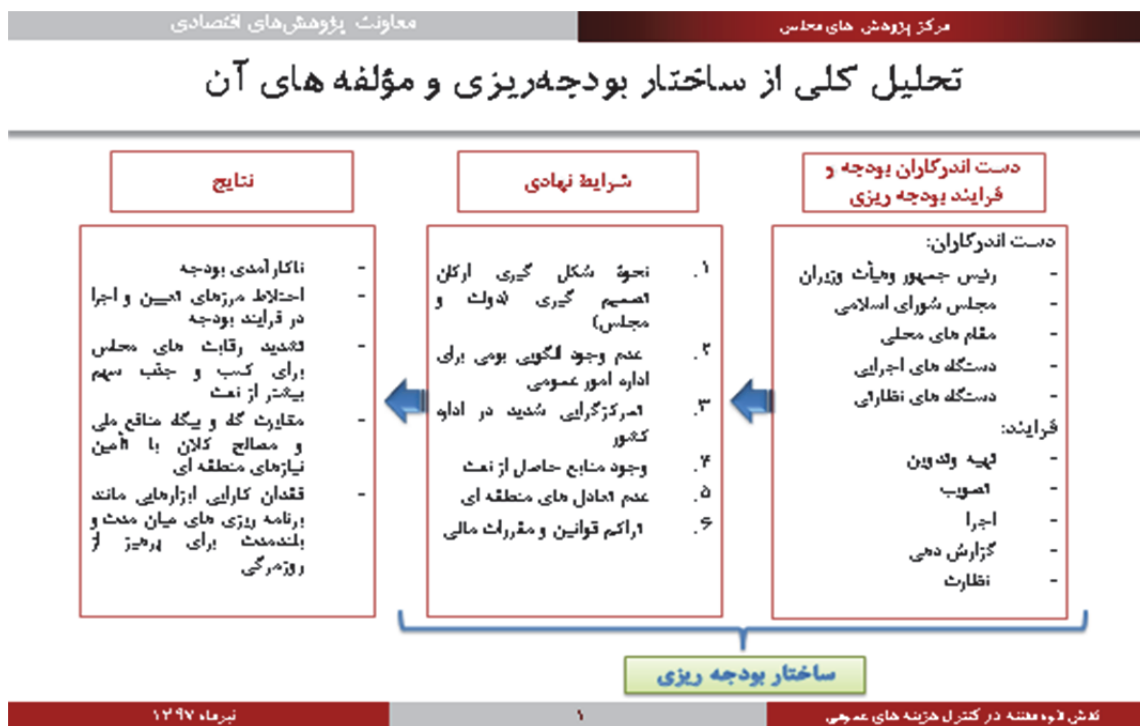 مرکز پژوهش های مجلس
معاونت پژوهش‌های اقتصادی
تحلیل کلی از ساختار بودجه‌ریزی و مؤلفه های آن
دست اندرکاران بودجه و
فرایند بودجه ریزی
دست اندرکاران:
- رئیس جمهور وهیأت وزیران
- مجلس شورای اسلامی
- مقام های محلی
- دستگاه های اجرایی
- دستگاه های نظارتی
فرایند:
- تهیه وتدوین
- تصویب
- اجرا
- گزارش دهی
- نظارت
شرایط نهادی
۱. نحوۀ شکل گیری ارکان
تصمیم گیری (دولت و
مجلس)
۲. عدم وجود الگویی بومی برای
اداره امور عمومی
۳. تمرکزگرایی شدید در اداره
کشور
۴. وجود منابع حاصل از نفت
۵. عدم تعادل های منطقه ای
۶. تراکم قوانین و مقررات مالی
نتایج
- ناکارآمدی بودجه
- اختلاط مرزهای تعیین و اجرا
در فرایند بودجه
- تشدید رقابت های مجلس
برای کسب و جذب سهم
بیشتر از نفت
- مغایرت گاه و بیگاه منافع ملی
و مصالح کلان با تأمین
نیازهای منطقه ای
- فقدان کارایی ابزارهایی مانند
برنامه ریزی های میان مدت و
بلندمدت برای پرهیز از
روزمرگی
ساختار بودجه ریزی
نقش قوه مقننه در کنترل هزینه های عمومی
۱
تیرماه ۱۳۹۷